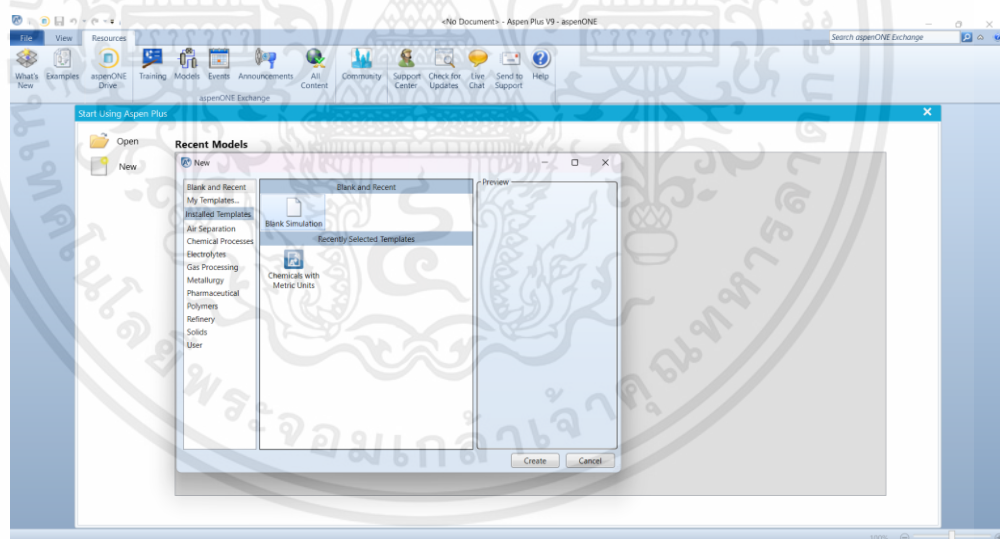 <No Document> - Aspen Plus V9 - aspenONE
File View Resources
Search aspenONE Exchange
What's New
Examples
aspenONE Drive
Training
Models
Events
Announcements
All Content
Community
Support Center
Check for Updates
Live Chat
Send to Support
Help
aspenONE Exchange
Start Using Aspen Plus
Open
New
Recent Models
New
Blank and Recent
My Templates...
Installed Templates
Air Separation
Chemical Processes
Electrolytes
Gas Processing
Metallurgy
Pharmaceutical
Polymers
Refinery
Solids
User
Blank and Recent
Blank Simulation
Recently Selected Templates
Chemicals with
Metric Units
Preview
Create
Cancel
100%